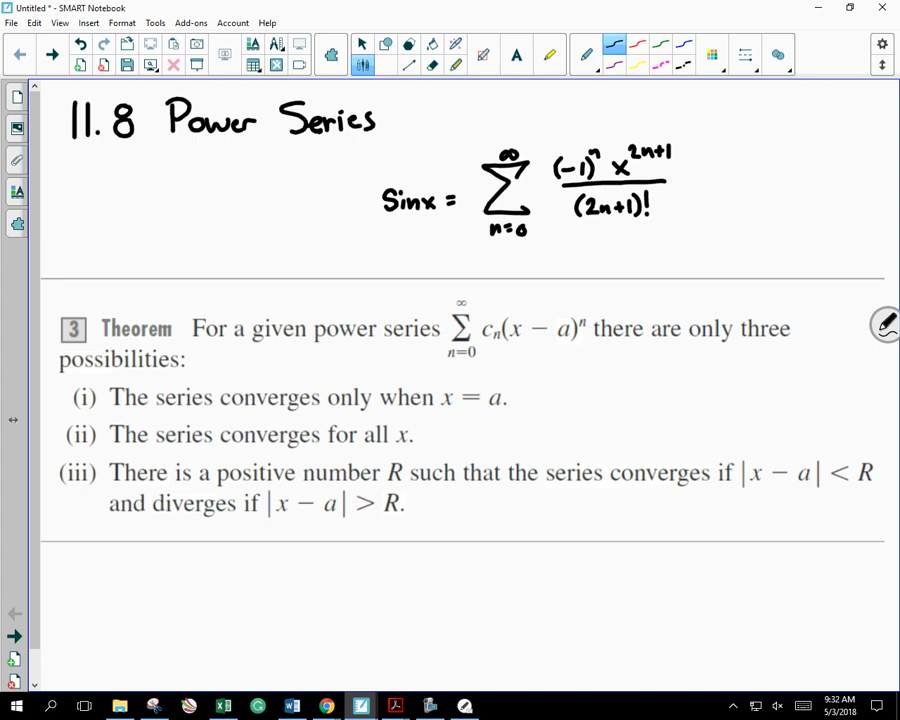 Untitled * - SMART Notebook
File Edit View Insert Format Tools Add-ons Account Help
11.8 Power Series
Sinx = ∑_{n=0}^{∞} (-1)^n x^{2n+1} / (2n+1)!
3 Theorem For a given power series ∑_{n=0}^{∞} c_n(x − a)^n there are only three
possibilities:
(i) The series converges only when x = a.
(ii) The series converges for all x.
(iii) There is a positive number R such that the series converges if |x − a| < R
and diverges if |x − a| > R.
9:32 AM
5/3/2018